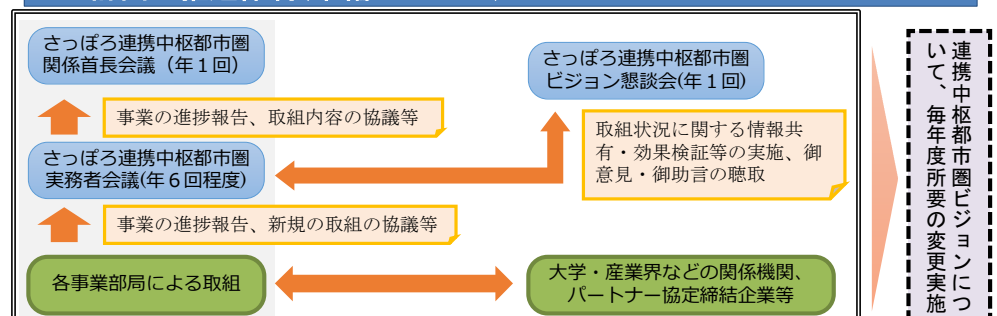 さっぽろ連携中枢都市圏
関係首長会議（年１回）
事業の進捗報告、取組内容の協議等
さっぽろ連携中枢都市圏
実務者会議(年６回程度)
事業の進捗報告、新規の取組の協議等
各事業部局による取組
さっぽろ連携中枢都市圏
ビジョン懇談会(年１回)
取組状況に関する情報共
有・効果検証等の実施、御
意見・御助言の聴取
大学・産業界などの関係機関、
パートナー協定締結企業等
連携中枢都市圏ビジョンにつ
いて、毎年度所要の変更実施